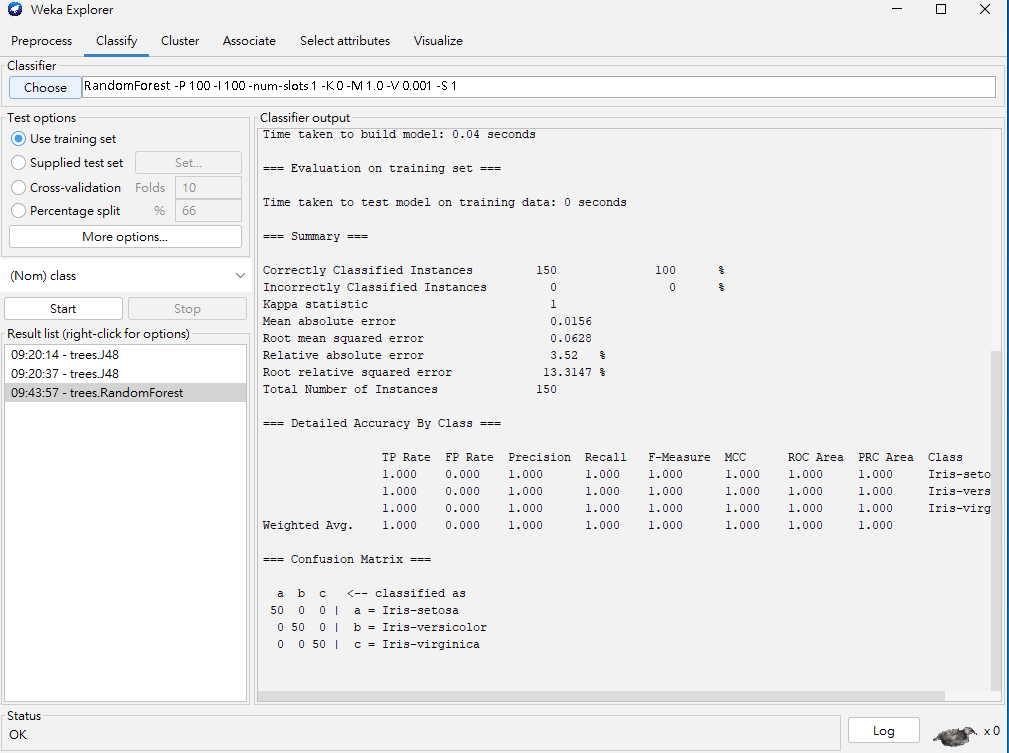 Weka Explorer
Preprocess Classify Cluster Associate Select attributes Visualize
Classifier
Choose RandomForest -P 100 -I 100 -num-slots 1 -K 0 -M 1.0 -V 0.001 -S 1
Test options
Use training set
Supplied test set Set...
Cross-validation Folds 10
Percentage split % 66
More options...
(Nom) class
Start Stop
Result list (right-click for options)
09:20:14 - trees.J48
09:20:37 - trees.J48
09:43:57 - trees.RandomForest
Classifier output
Time taken to build model: 0.04 seconds
=== Evaluation on training set ===
Time taken to test model on training data: 0 seconds
=== Summary ===
Correctly Classified Instances 150 100 %
Incorrectly Classified Instances 0 0 %
Kappa statistic 1
Mean absolute error 0.0156
Root mean squared error 0.0628
Relative absolute error 3.52 %
Root relative squared error 13.3147 %
Total Number of Instances 150
=== Detailed Accuracy By Class ===
TP Rate FP Rate Precision Recall F-Measure MCC ROC Area PRC Area Class
1.000 0.000 1.000 1.000 1.000 1.000 1.000 1.000 Iris-seto
1.000 0.000 1.000 1.000 1.000 1.000 1.000 1.000 Iris-vers
1.000 0.000 1.000 1.000 1.000 1.000 1.000 1.000 Iris-virg
Weighted Avg. 1.000 0.000 1.000 1.000 1.000 1.000 1.000 1.000
=== Confusion Matrix ===
a b c <-- classified as
50 0 0 | a = Iris-setosa
0 50 0 | b = Iris-versicolor
0 0 50 | c = Iris-virginica
Status
OK
Log x 0